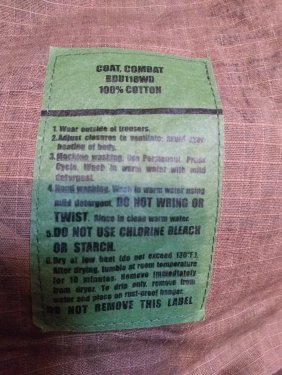 COAT, COMBAT
BDU110WD
100% COTTON
1. Wear outside of trousers.
2. Adjust closures to ventilate; Avoid over-
heating of body.
3. Machine washing. Use Permanent Press
Cycle. Wash in warm water with mild
detergent.
4. Hand washing. Wash in warm water using
mild detergent. DO NOT WRING OR
TWIST. Rinse in clean warm water.
5. DO NOT USE CHLORINE BLEACH
OR STARCH.
6. Dry at low heat (do not exceed 130°F.)
After drying, tumble at room temperature
for 10 minutes. Remove immediately
from dryer. To drip only, remove from
water and place on rust-proof hanger.
DO NOT REMOVE THIS LABEL